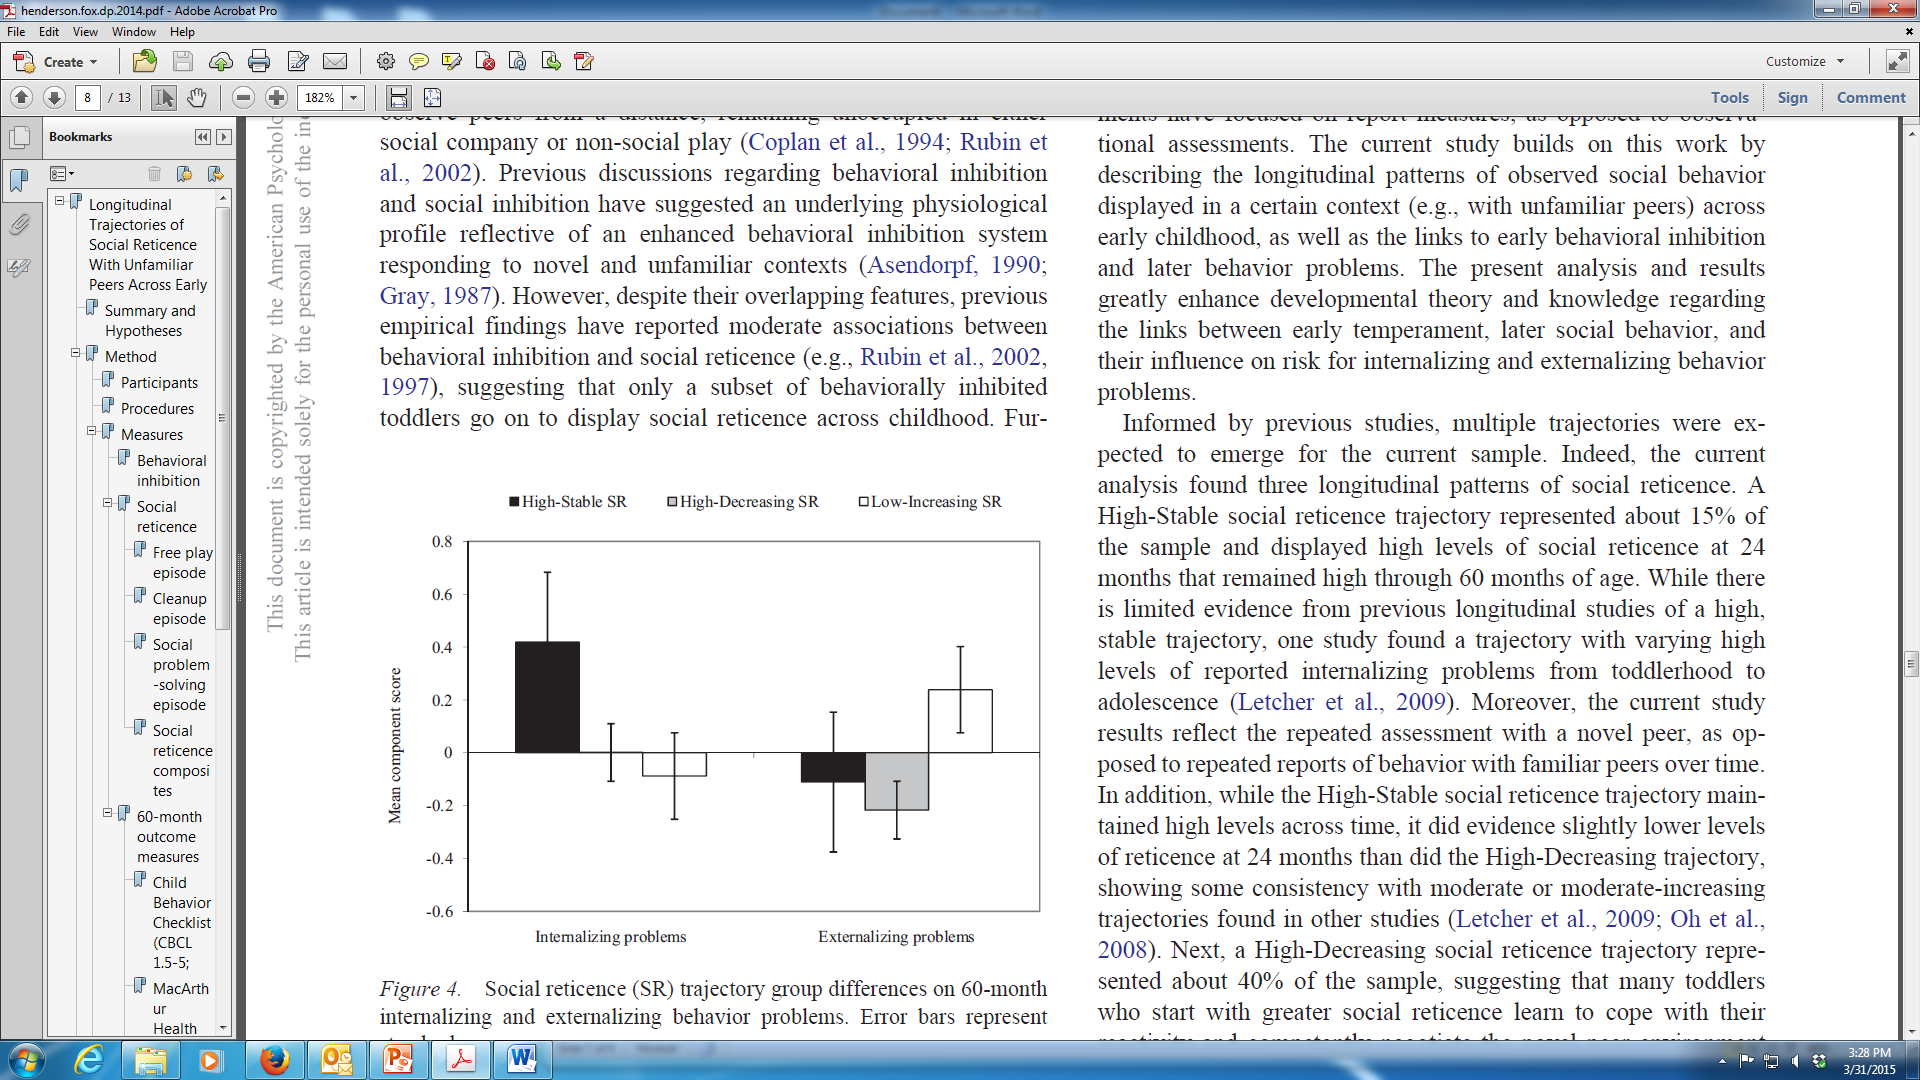 henderson.fox.dp.2014.pdf - Adobe Acrobat Pro
File Edit View Window Help
Create
Customize
8 / 13
182%
Tools Sign Comment
Bookmarks
Longitudinal
Trajectories of
Social Reticence
With Unfamiliar
Peers Across Early
Summary and
Hypotheses
Method
Participants
Procedures
Measures
Behavioral
inhibition
Social
reticence
Free play
episode
Cleanup
episode
Social
problem
-solving
episode
Social
reticence
composi
tes
60-month
outcome
measures
Child
Behavior
Checklist
(CBCL
1.5-5;
MacArth
ur
Health
This document is copyrighted by the American Psycholo
This article is intended solely for the personal use of the in
observe peers from a distance, remaining unoccupied in either
social company or non-social play (Coplan et al., 1994; Rubin et
al., 2002). Previous discussions regarding behavioral inhibition
and social inhibition have suggested an underlying physiological
profile reflective of an enhanced behavioral inhibition system
responding to novel and unfamiliar contexts (Asendorpf, 1990;
Gray, 1987). However, despite their overlapping features, previous
empirical findings have reported moderate associations between
behavioral inhibition and social reticence (e.g., Rubin et al., 2002,
1997), suggesting that only a subset of behaviorally inhibited
toddlers go on to display social reticence across childhood. Fur-
High-Stable SR High-Decreasing SR Low-Increasing SR
0.8
0.6
0.4
0.2
0
-0.2
-0.4
-0.6
Mean component score
Internalizing problems Externalizing problems
Figure 4. Social reticence (SR) trajectory group differences on 60-month
internalizing and externalizing behavior problems. Error bars represent
ments have focused on report measures, as opposed to observa-
tional assessments. The current study builds on this work by
describing the longitudinal patterns of observed social behavior
displayed in a certain context (e.g., with unfamiliar peers) across
early childhood, as well as the links to early behavioral inhibition
and later behavior problems. The present analysis and results
greatly enhance developmental theory and knowledge regarding
the links between early temperament, later social behavior, and
their influence on risk for internalizing and externalizing behavior
problems.
Informed by previous studies, multiple trajectories were ex-
pected to emerge for the current sample. Indeed, the current
analysis found three longitudinal patterns of social reticence. A
High-Stable social reticence trajectory represented about 15% of
the sample and displayed high levels of social reticence at 24
months that remained high through 60 months of age. While there
is limited evidence from previous longitudinal studies of a high,
stable trajectory, one study found a trajectory with varying high
levels of reported internalizing problems from toddlerhood to
adolescence (Letcher et al., 2009). Moreover, the current study
results reflect the repeated assessment with a novel peer, as op-
posed to repeated reports of behavior with familiar peers over time.
In addition, while the High-Stable social reticence trajectory main-
tained high levels across time, it did evidence slightly lower levels
of reticence at 24 months than did the High-Decreasing trajectory,
showing some consistency with moderate or moderate-increasing
trajectories found in other studies (Letcher et al., 2009; Oh et al.,
2008). Next, a High-Decreasing social reticence trajectory repre-
sented about 40% of the sample, suggesting that many toddlers
who start with greater social reticence learn to cope with their
3:28 PM
3/31/2015